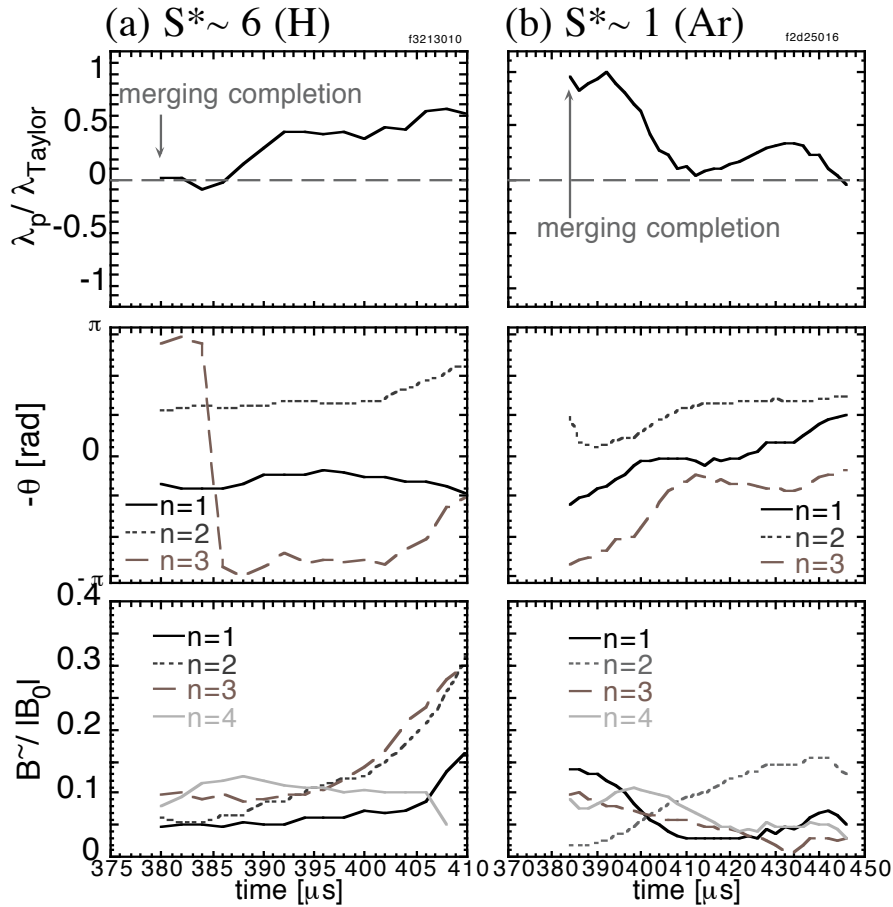 (a) S*~ 6 (H)
f3213010
(b) S*~ 1 (Ar)
f2d25016
1
0.5
0
-0.5
-1
λp/ λTaylor
merging completion
merging completion
π
0
-π
-θ [rad]
n=1
n=2
n=3
n=1
n=2
n=3
0.4
0.3
0.2
0.1
0
B~/ |B0|
n=1
n=2
n=3
n=4
n=1
n=2
n=3
n=4
375 380 385 390 395 400 405 410
370 380 390 400 410 420 430 440 450
time [μs]
time [μs]